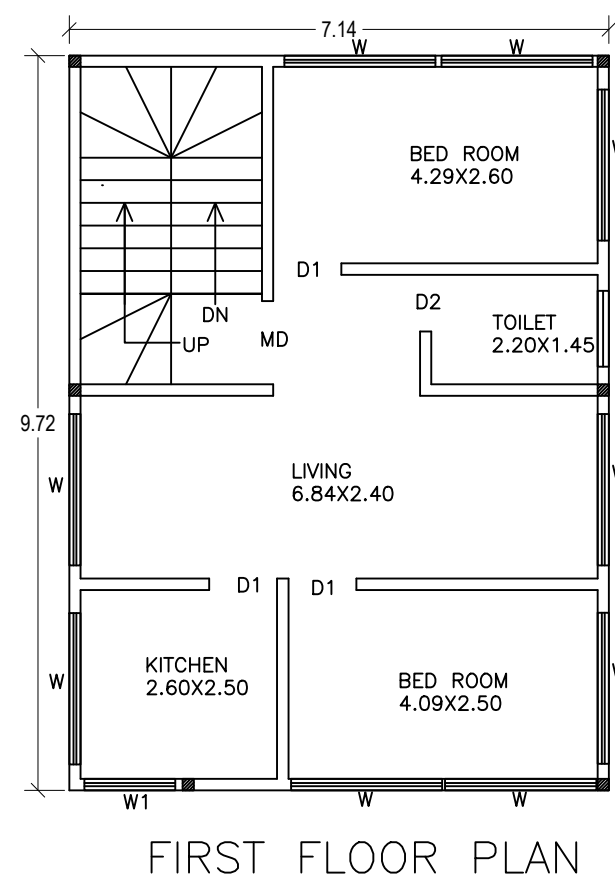 7.14
W W
BED ROOM
4.29X2.60
W
D1
D2
DN
TOILET
UP
MD
2.20X1.45
9.72
LIVING
W
6.84X2.40
W
D1
D1
KITCHEN
2.60X2.50
W
BED ROOM
4.09X2.50
W
W1
W
W
FIRST FLOOR PLAN